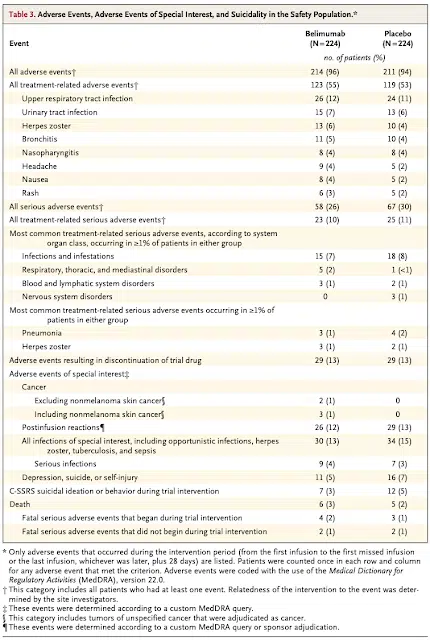 Table 3. Adverse Events, Adverse Events of Special Interest, and Suicidality in the Safety Population.*
Event Belimumab (N=224) Placebo (N=224)
no. of patients (%)
All adverse events† 214 (96) 211 (94)
All treatment-related adverse events† 123 (55) 119 (53)
Upper respiratory tract infection 26 (12) 24 (11)
Urinary tract infection 15 (7) 13 (6)
Herpes zoster 13 (6) 10 (4)
Bronchitis 11 (5) 10 (4)
Nasopharyngitis 8 (4) 8 (4)
Headache 9 (4) 5 (2)
Nausea 8 (4) 5 (2)
Rash 6 (3) 5 (2)
All serious adverse events† 58 (26) 67 (30)
All treatment-related serious adverse events† 23 (10) 25 (11)
Most common treatment-related serious adverse events, according to system
organ class, occurring in ≥1% of patients in either group
Infections and infestations 15 (7) 18 (8)
Respiratory, thoracic, and mediastinal disorders 5 (2) 1 (<1)
Blood and lymphatic system disorders 3 (1) 2 (1)
Nervous system disorders 0 3 (1)
Most common treatment-related serious adverse events occurring in ≥1% of
patients in either group
Pneumonia 3 (1) 4 (2)
Herpes zoster 3 (1) 2 (1)
Adverse events resulting in discontinuation of trial drug 29 (13) 29 (13)
Adverse events of special interest‡
Cancer
Excluding nonmelanoma skin cancer§ 2 (1) 0
Including nonmelanoma skin cancer§ 3 (1) 0
Postinfusion reactions¶ 26 (12) 29 (13)
All infections of special interest, including opportunistic infections, herpes
zoster, tuberculosis, and sepsis 30 (13) 34 (15)
Serious infections 9 (4) 7 (3)
Depression, suicide, or self-injury 11 (5) 16 (7)
C-SSRS suicidal ideation or behavior during trial intervention 7 (3) 12 (5)
Death 6 (3) 5 (2)
Fatal serious adverse events that began during trial intervention 4 (2) 3 (1)
Fatal serious adverse events that did not begin during trial intervention 2 (1) 2 (1)
* Only adverse events that occurred during the intervention period (from the first infusion to the first missed infusion
or the last infusion, whichever was later, plus 28 days) are listed. Patients were counted once in each row and column
for any adverse event that met the criterion. Adverse events were coded with the use of the Medical Dictionary for
Regulatory Activities (MedDRA), version 22.0.
† This category includes all patients who had at least one event. Relatedness of the intervention to the event was deter-
mined by the site investigators.
‡ These events were determined according to a custom MedDRA query.
§ This category includes tumors of unspecified cancer that were adjudicated as cancer.
¶ These events were determined according to a custom MedDRA query or sponsor adjudication.